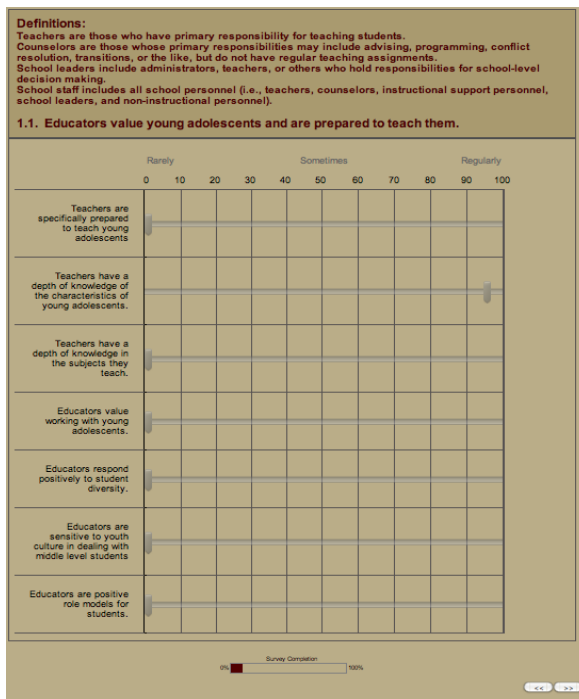 Definitions:
Teachers are those who have primary responsibility for teaching students.
Counselors are those whose primary responsibilities may include advising, programming, conflict
resolution, transitions, or the like, but do not have regular teaching assignments.
School leaders include administrators, teachers, or others who hold responsibilities for school-level
decision making.
School staff includes all school personnel (i.e., teachers, counselors, instructional support personnel,
school leaders, and non-instructional personnel).
1.1. Educators value young adolescents and are prepared to teach them.
Rarely Sometimes Regularly
0 10 20 30 40 50 60 70 80 90 100
Teachers are
specifically prepared
to teach young
adolescents
Teachers have a
depth of knowledge of
the characteristics of
young adolescents.
Teachers have a
depth of knowledge in
the subjects they
teach.
Educators value
working with young
adolescents.
Educators respond
positively to student
diversity.
Educators are
sensitive to youth
culture in dealing with
middle level students
Educators are positive
role models for
students.
Survey Completion
0% 100%
<< >>